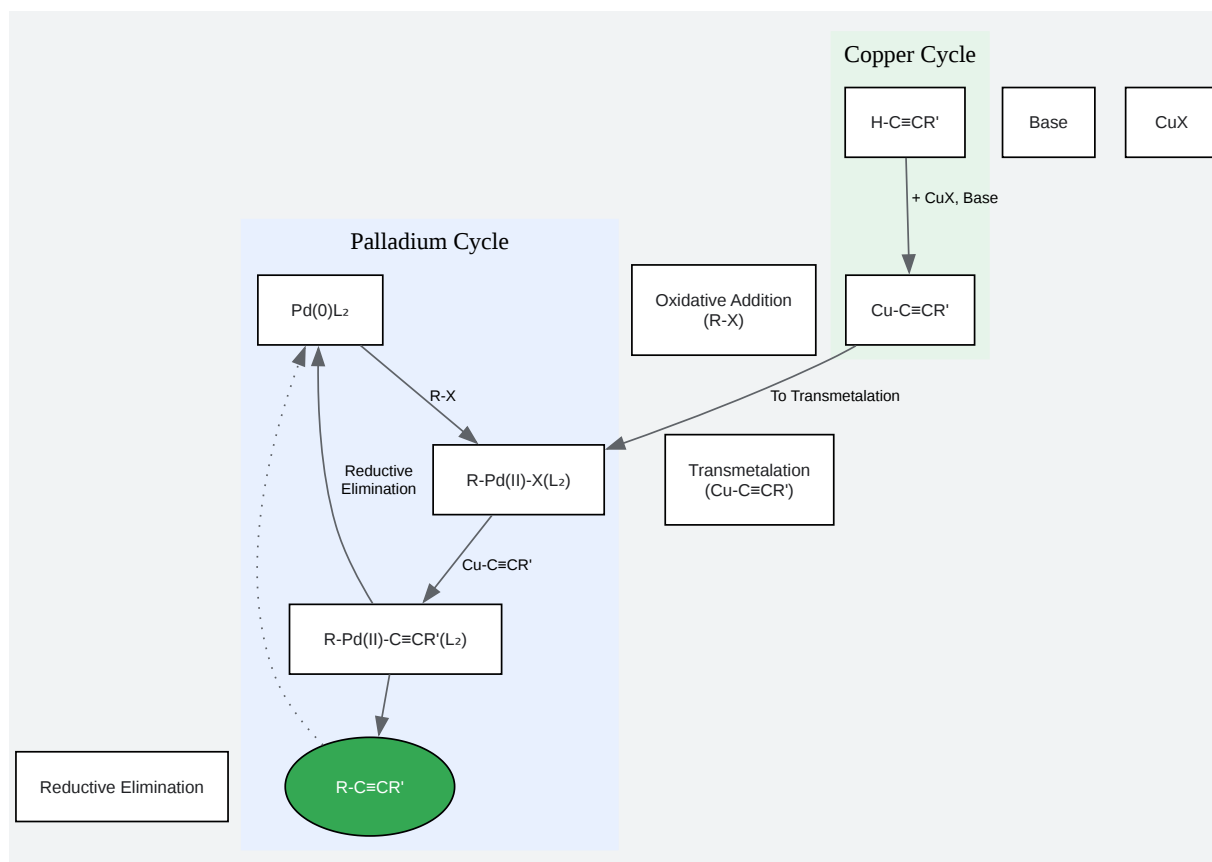 Copper Cycle
H-C≡CR'
Base
CuX
+ CuX, Base
Palladium Cycle
Pd(0)L₂
Oxidative Addition
(R-X)
Cu-C≡CR'
R-X
To Transmetalation
Reductive
Elimination
R-Pd(II)-X(L₂)
Transmetalation
(Cu-C≡CR')
Cu-C≡CR'
R-Pd(II)-C≡CR'(L₂)
Reductive Elimination
R-C≡CR'